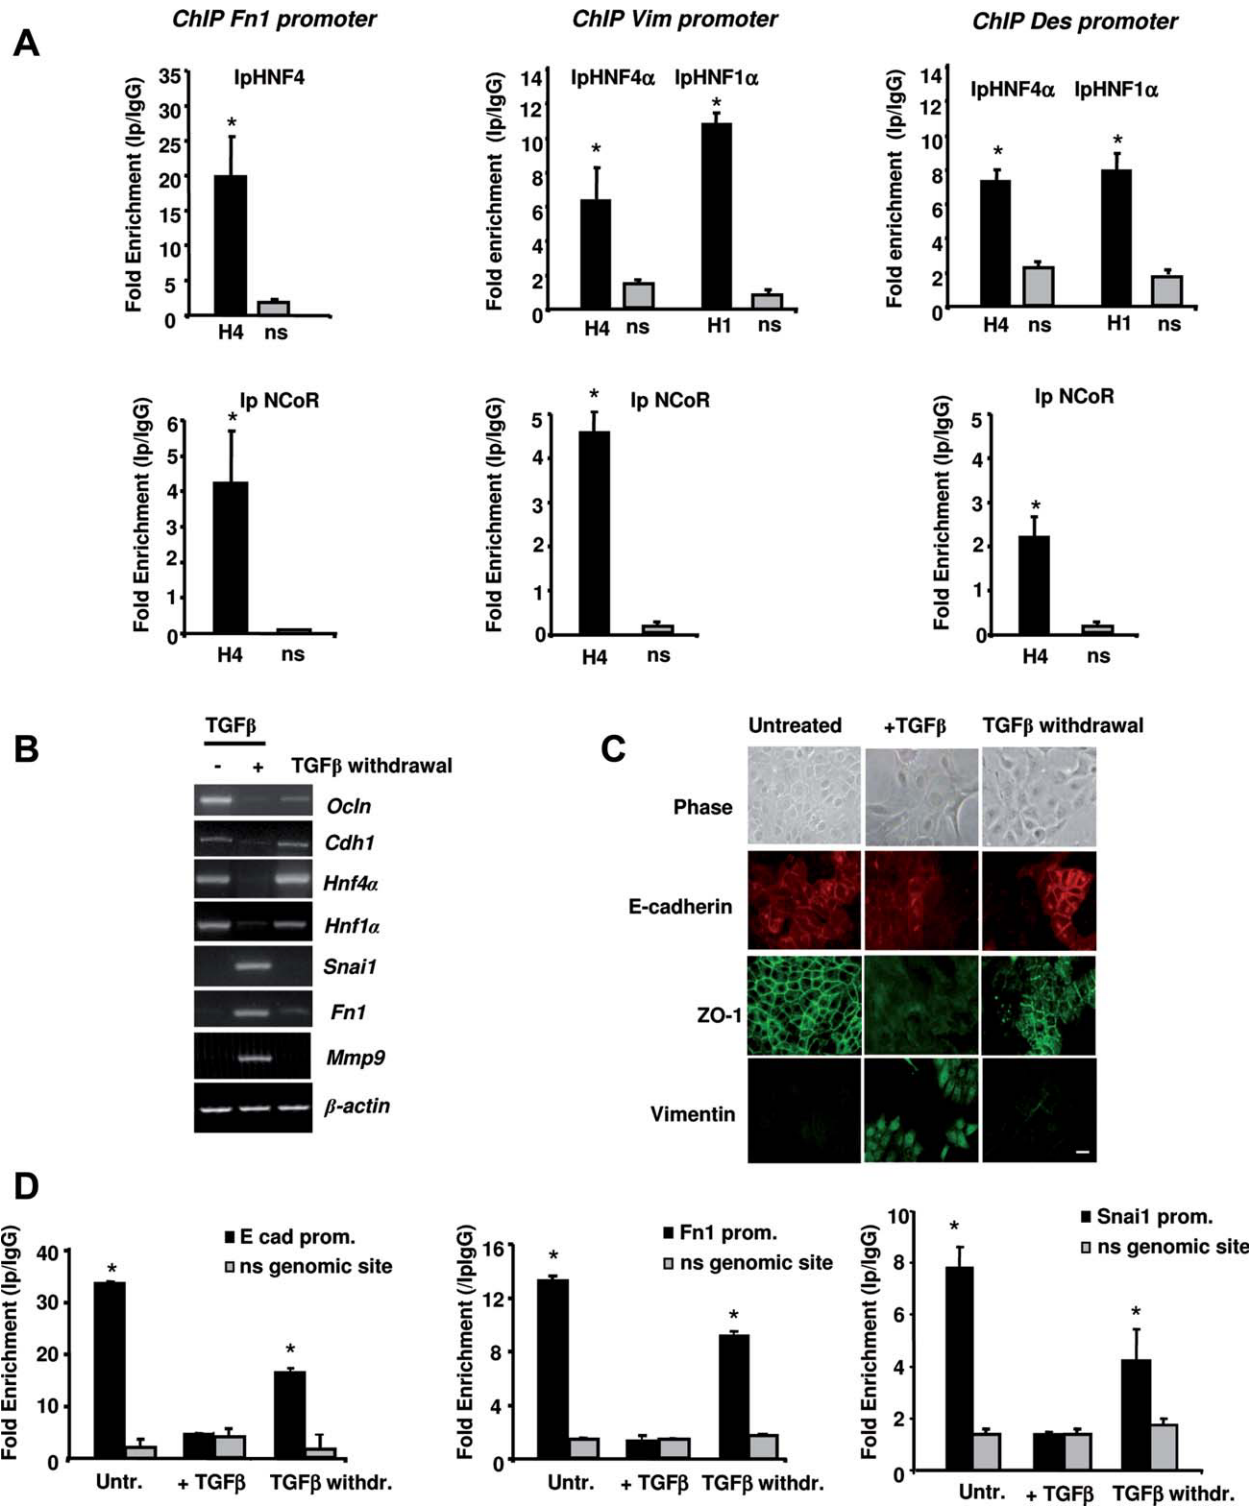 A
ChIP Fn1 promoter
ChIP Vim promoter
ChIP Des promoter
IpHNF4
Fold Enrichment (Ip/IgG)
35
30
25
20
15
10
5
0
*
H4 ns
IpHNF4α IpHNF1α
Fold enrichment (Ip/IgG)
14
12
10
8
6
4
2
0
* *
H4 ns H1 ns
IpHNF4α IpHNF1α
Fold enrichment (Ip/IgG)
14
12
10
8
6
4
2
0
* *
H4 ns H1 ns
Ip NCoR
Fold Enrichment (Ip/IgG)
6
5
4
3
2
1
0
*
H4 ns
Ip NCoR
Fold Enrichment (Ip/IgG)
5
4
3
2
1
0
*
H4 ns
Ip NCoR
Fold Enrichment (Ip/IgG)
5
4
3
2
1
0
*
H4 ns
B
TGFβ
- + TGFβ withdrawal
Ocln
Cdh1
Hnf4α
Hnf1α
Snai1
Fn1
Mmp9
β-actin
C
Untreated +TGFβ TGFβ withdrawal
Phase
E-cadherin
ZO-1
Vimentin
D
Fold Enrichment (Ip/IgG)
40
30
20
10
0
E cad prom.
ns genomic site
* *
Untr. + TGFβ TGFβ withdr.
Fold Enrichment (/IpIgG)
16
12
8
4
0
Fn1 prom.
ns genomic site
* *
Untr. + TGFβ TGFβ withdr.
Fold Enrichment (Ip/IgG)
10
8
6
4
2
0
Snai1 prom.
ns genomic site
* *
Untr. + TGFβ TGFβ withdr.